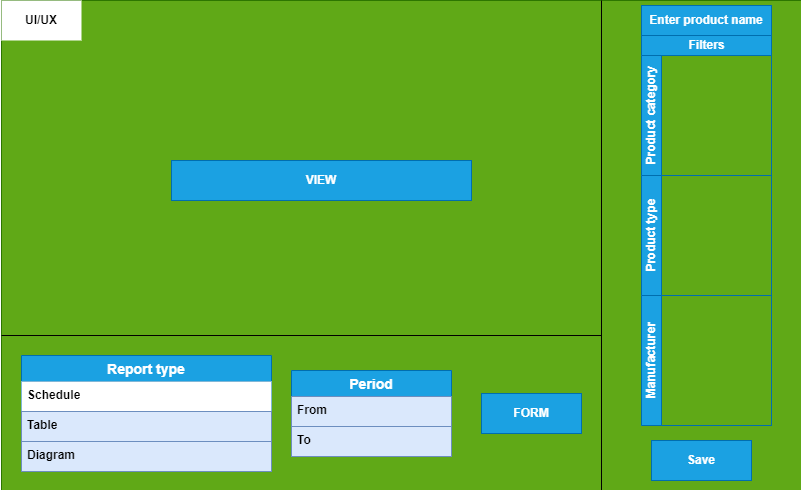 UI/UX
VIEW
Report type
Schedule
Table
Diagram
Period
From
To
FORM
Enter product name
Filters
Product category
Product type
Manufacturer
Save